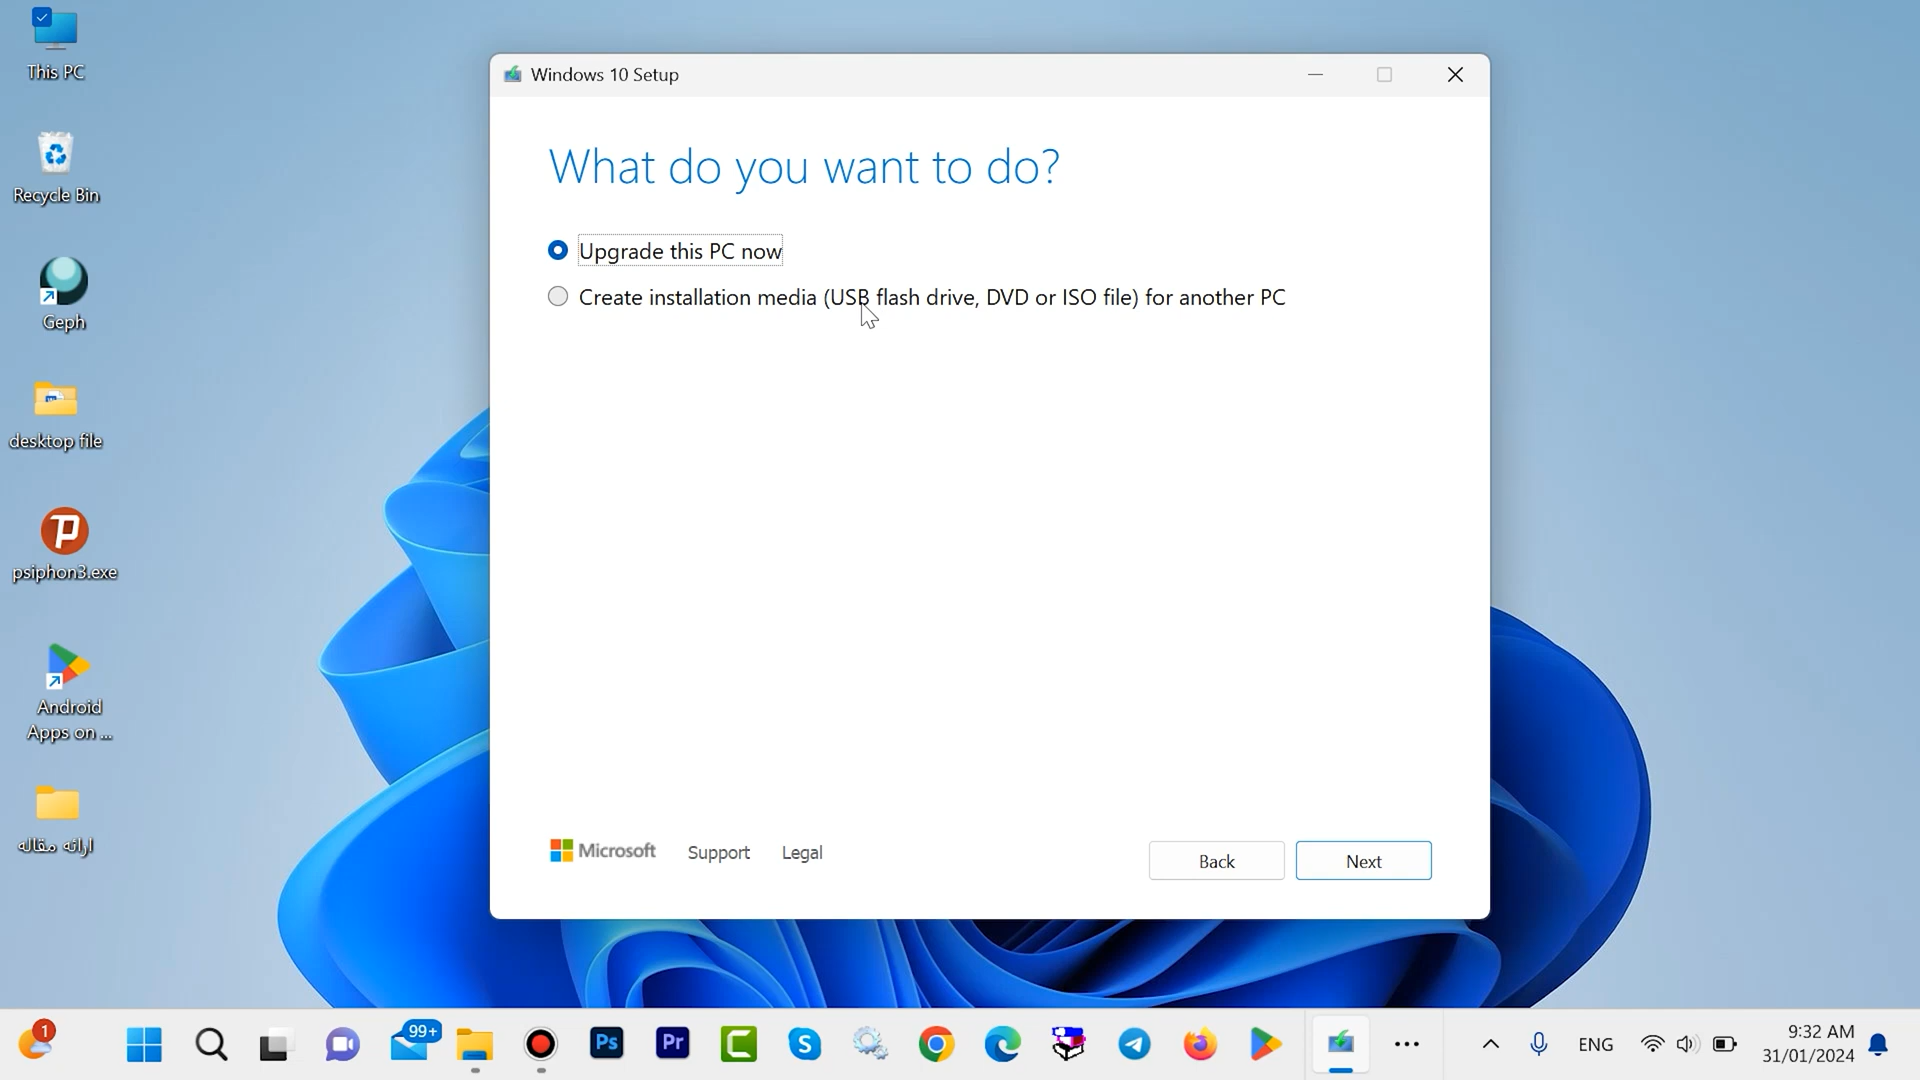 This PC
Recycle Bin
Geph
desktop file
psiphon3.exe
Android
Apps on ...
ارائه مقاله
Windows 10 Setup
What do you want to do?
Upgrade this PC now
Create installation media (USB flash drive, DVD or ISO file) for another PC
Microsoft
Support
Legal
Back
Next
1
99+
Ps
Pr
ENG
9:32 AM
31/01/2024